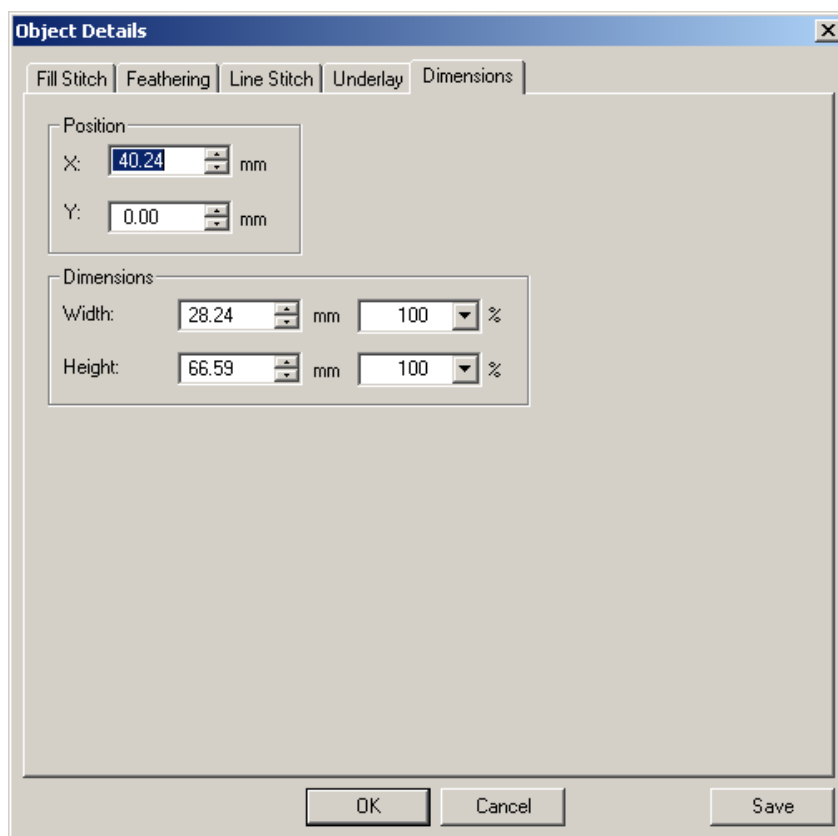 Object Details
Fill Stitch Feathering Line Stitch Underlay Dimensions
Position
X: 40.24 mm
Y: 0.00 mm
Dimensions
Width: 28.24 mm 100 %
Height: 66.59 mm 100 %
OK Cancel Save